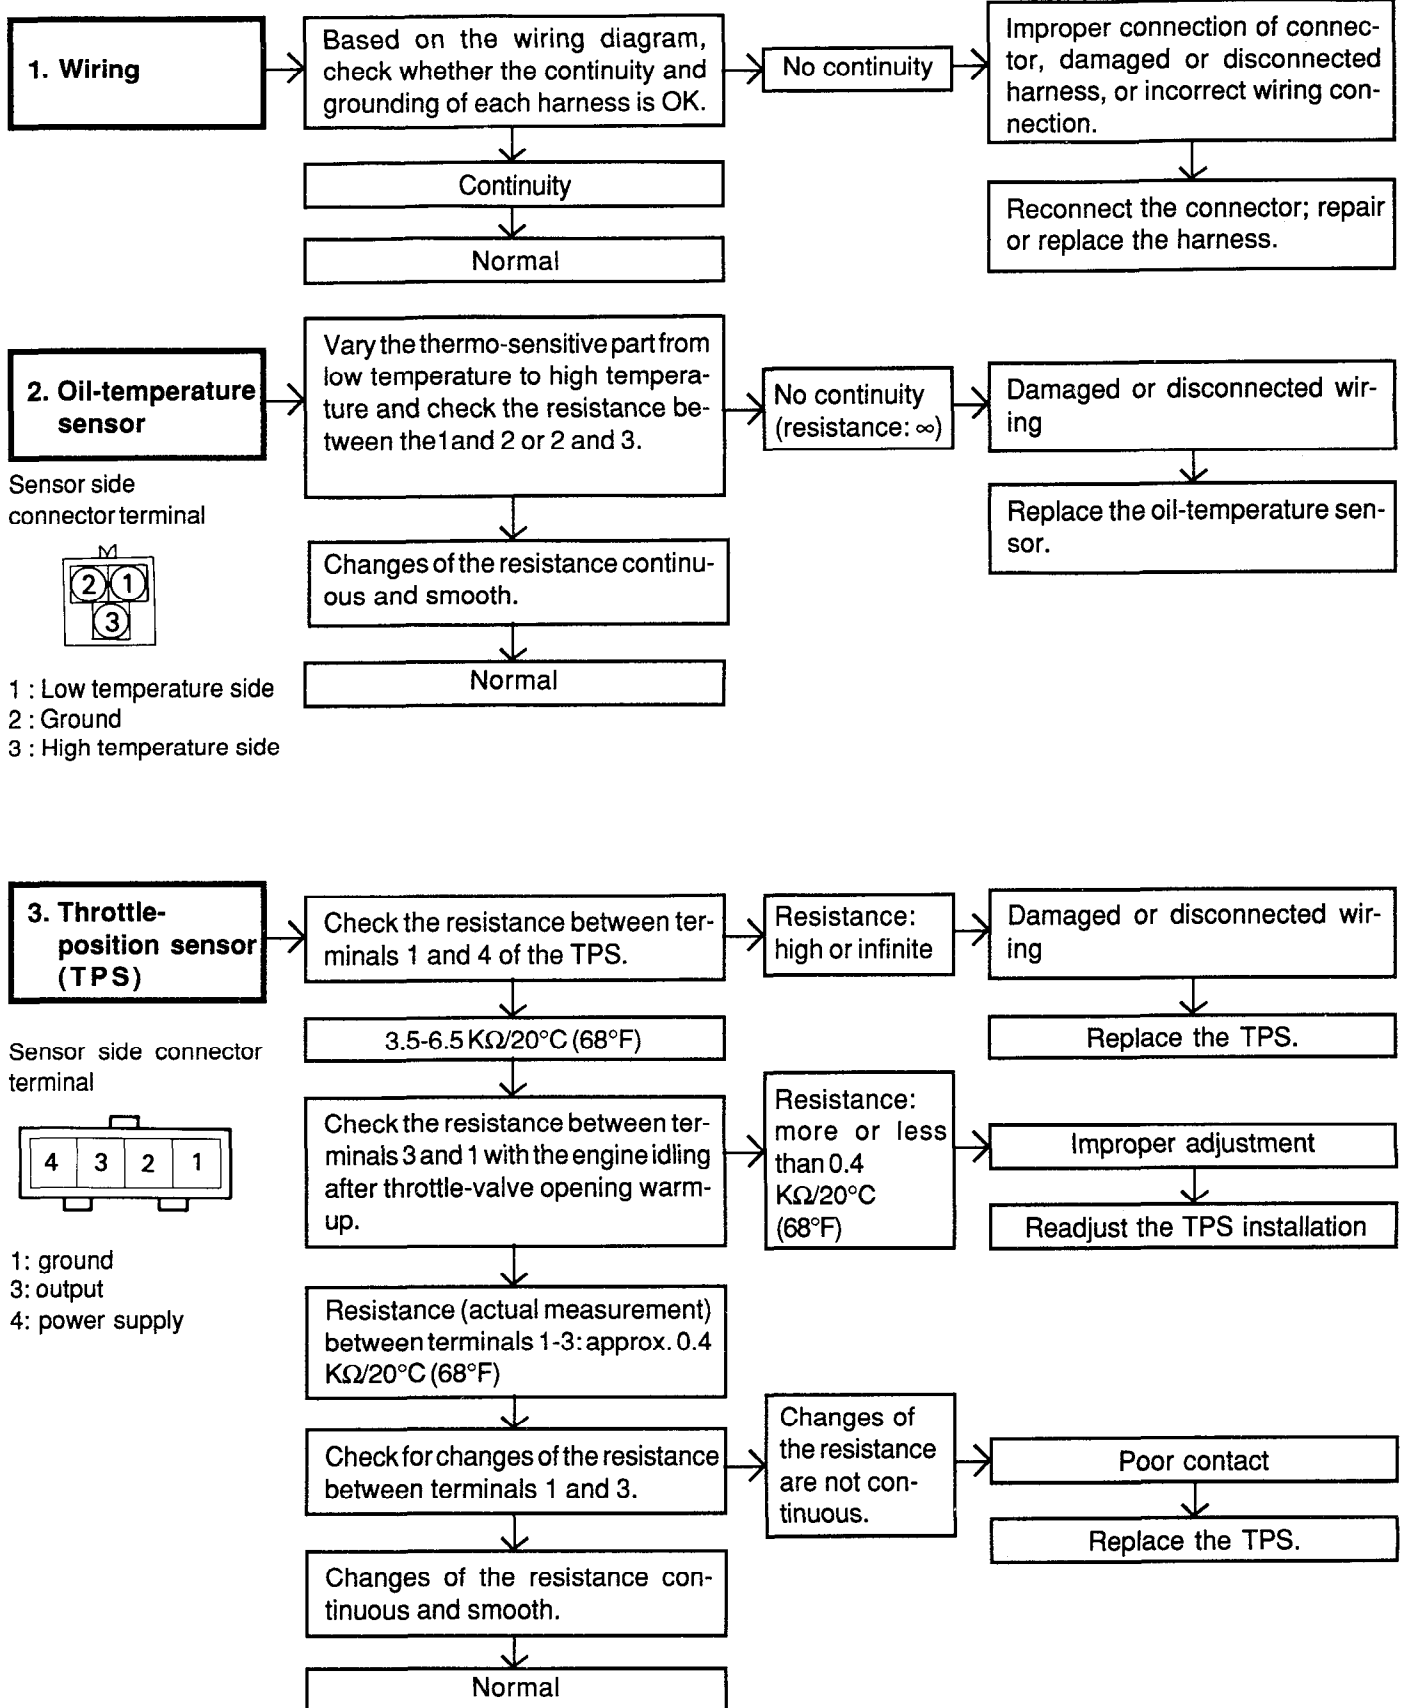 1. Wiring
Based on the wiring diagram,
check whether the continuity and
grounding of each harness is OK.
No continuity
Improper connection of connec-
tor, damaged or disconnected
harness, or incorrect wiring con-
nection.
Continuity
Reconnect the connector; repair
or replace the harness.
Normal
2. Oil-temperature
sensor
Vary the thermo-sensitive part from
low temperature to high tempera-
ture and check the resistance be-
tween the 1 and 2 or 2 and 3.
No continuity
(resistance: ∞)
Damaged or disconnected wir-
ing
Replace the oil-temperature sen-
sor.
Sensor side
connector terminal
2 1
3
1 : Low temperature side
2 : Ground
3 : High temperature side
Changes of the resistance continu-
ous and smooth.
Normal
3. Throttle-
position sensor
(TPS)
Check the resistance between ter-
minals 1 and 4 of the TPS.
Resistance:
high or infinite
Damaged or disconnected wir-
ing
Replace the TPS.
3.5-6.5 KΩ/20°C (68°F)
Sensor side connector
terminal
4 3 2 1
1: ground
3: output
4: power supply
Check the resistance between ter-
minals 3 and 1 with the engine idling
after throttle-valve opening warm-
up.
Resistance:
more or less
than 0.4
KΩ/20°C
(68°F)
Improper adjustment
Readjust the TPS installation
Resistance (actual measurement)
between terminals 1-3: approx. 0.4
KΩ/20°C (68°F)
Check for changes of the resistance
between terminals 1 and 3.
Changes of
the resistance
are not con-
tinuous.
Poor contact
Replace the TPS.
Changes of the resistance con-
tinuous and smooth.
Normal